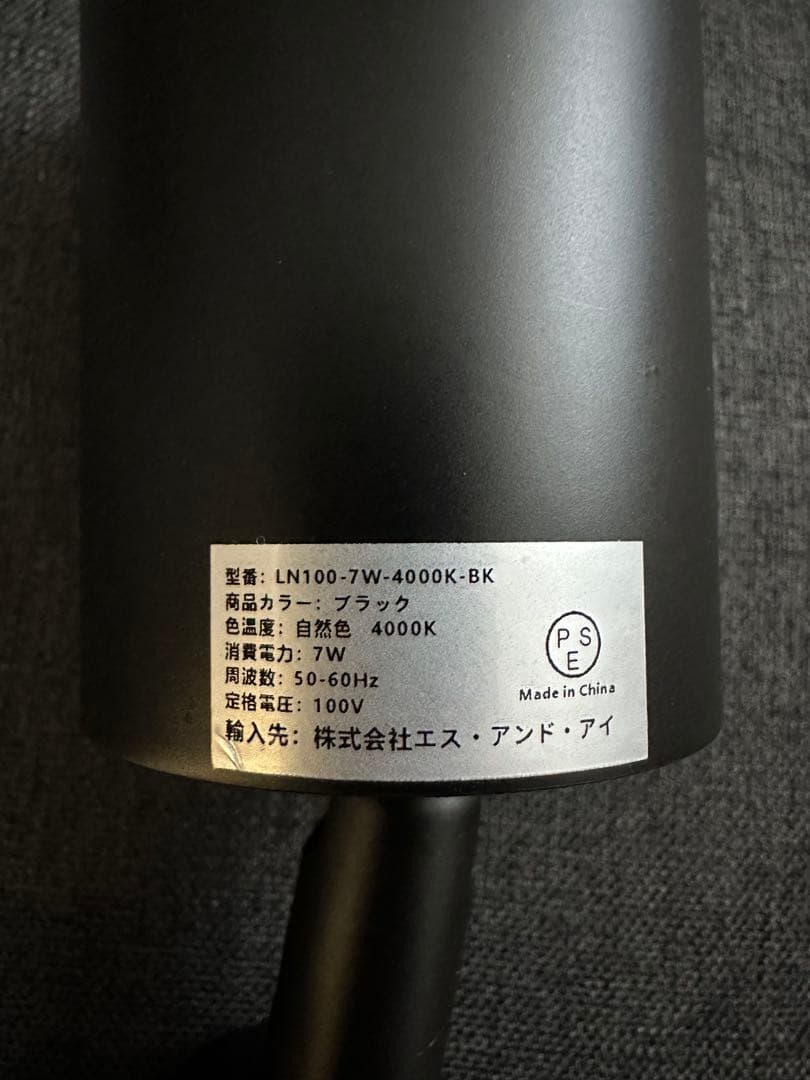 型番: LN100-7W-4000K-BK
商品カラー: ブラック
色温度: 自然色 4000K
消費電力: 7W
周波数: 50-60Hz
定格電圧: 100V
輸入先: 株式会社エス・アンド・アイ
PSE
Made in China